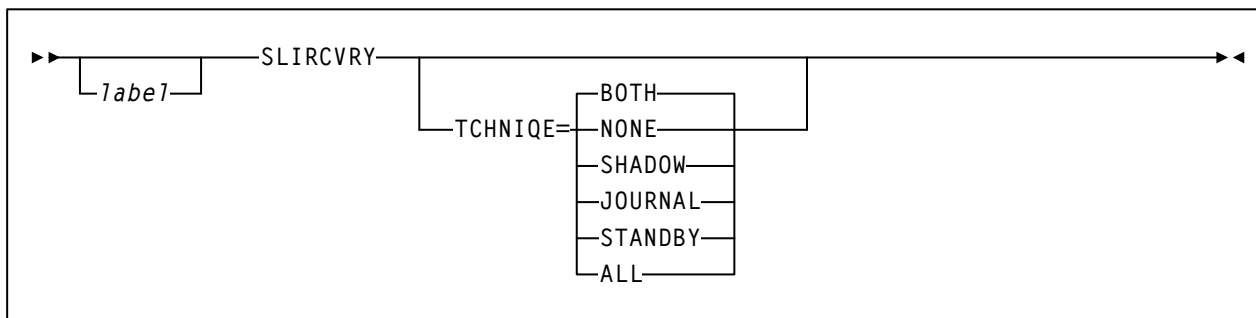 SLIRCVRY
label
BOTH
TCHNIQE= NONE
SHADOW
JOURNAL
STANDBY
ALL